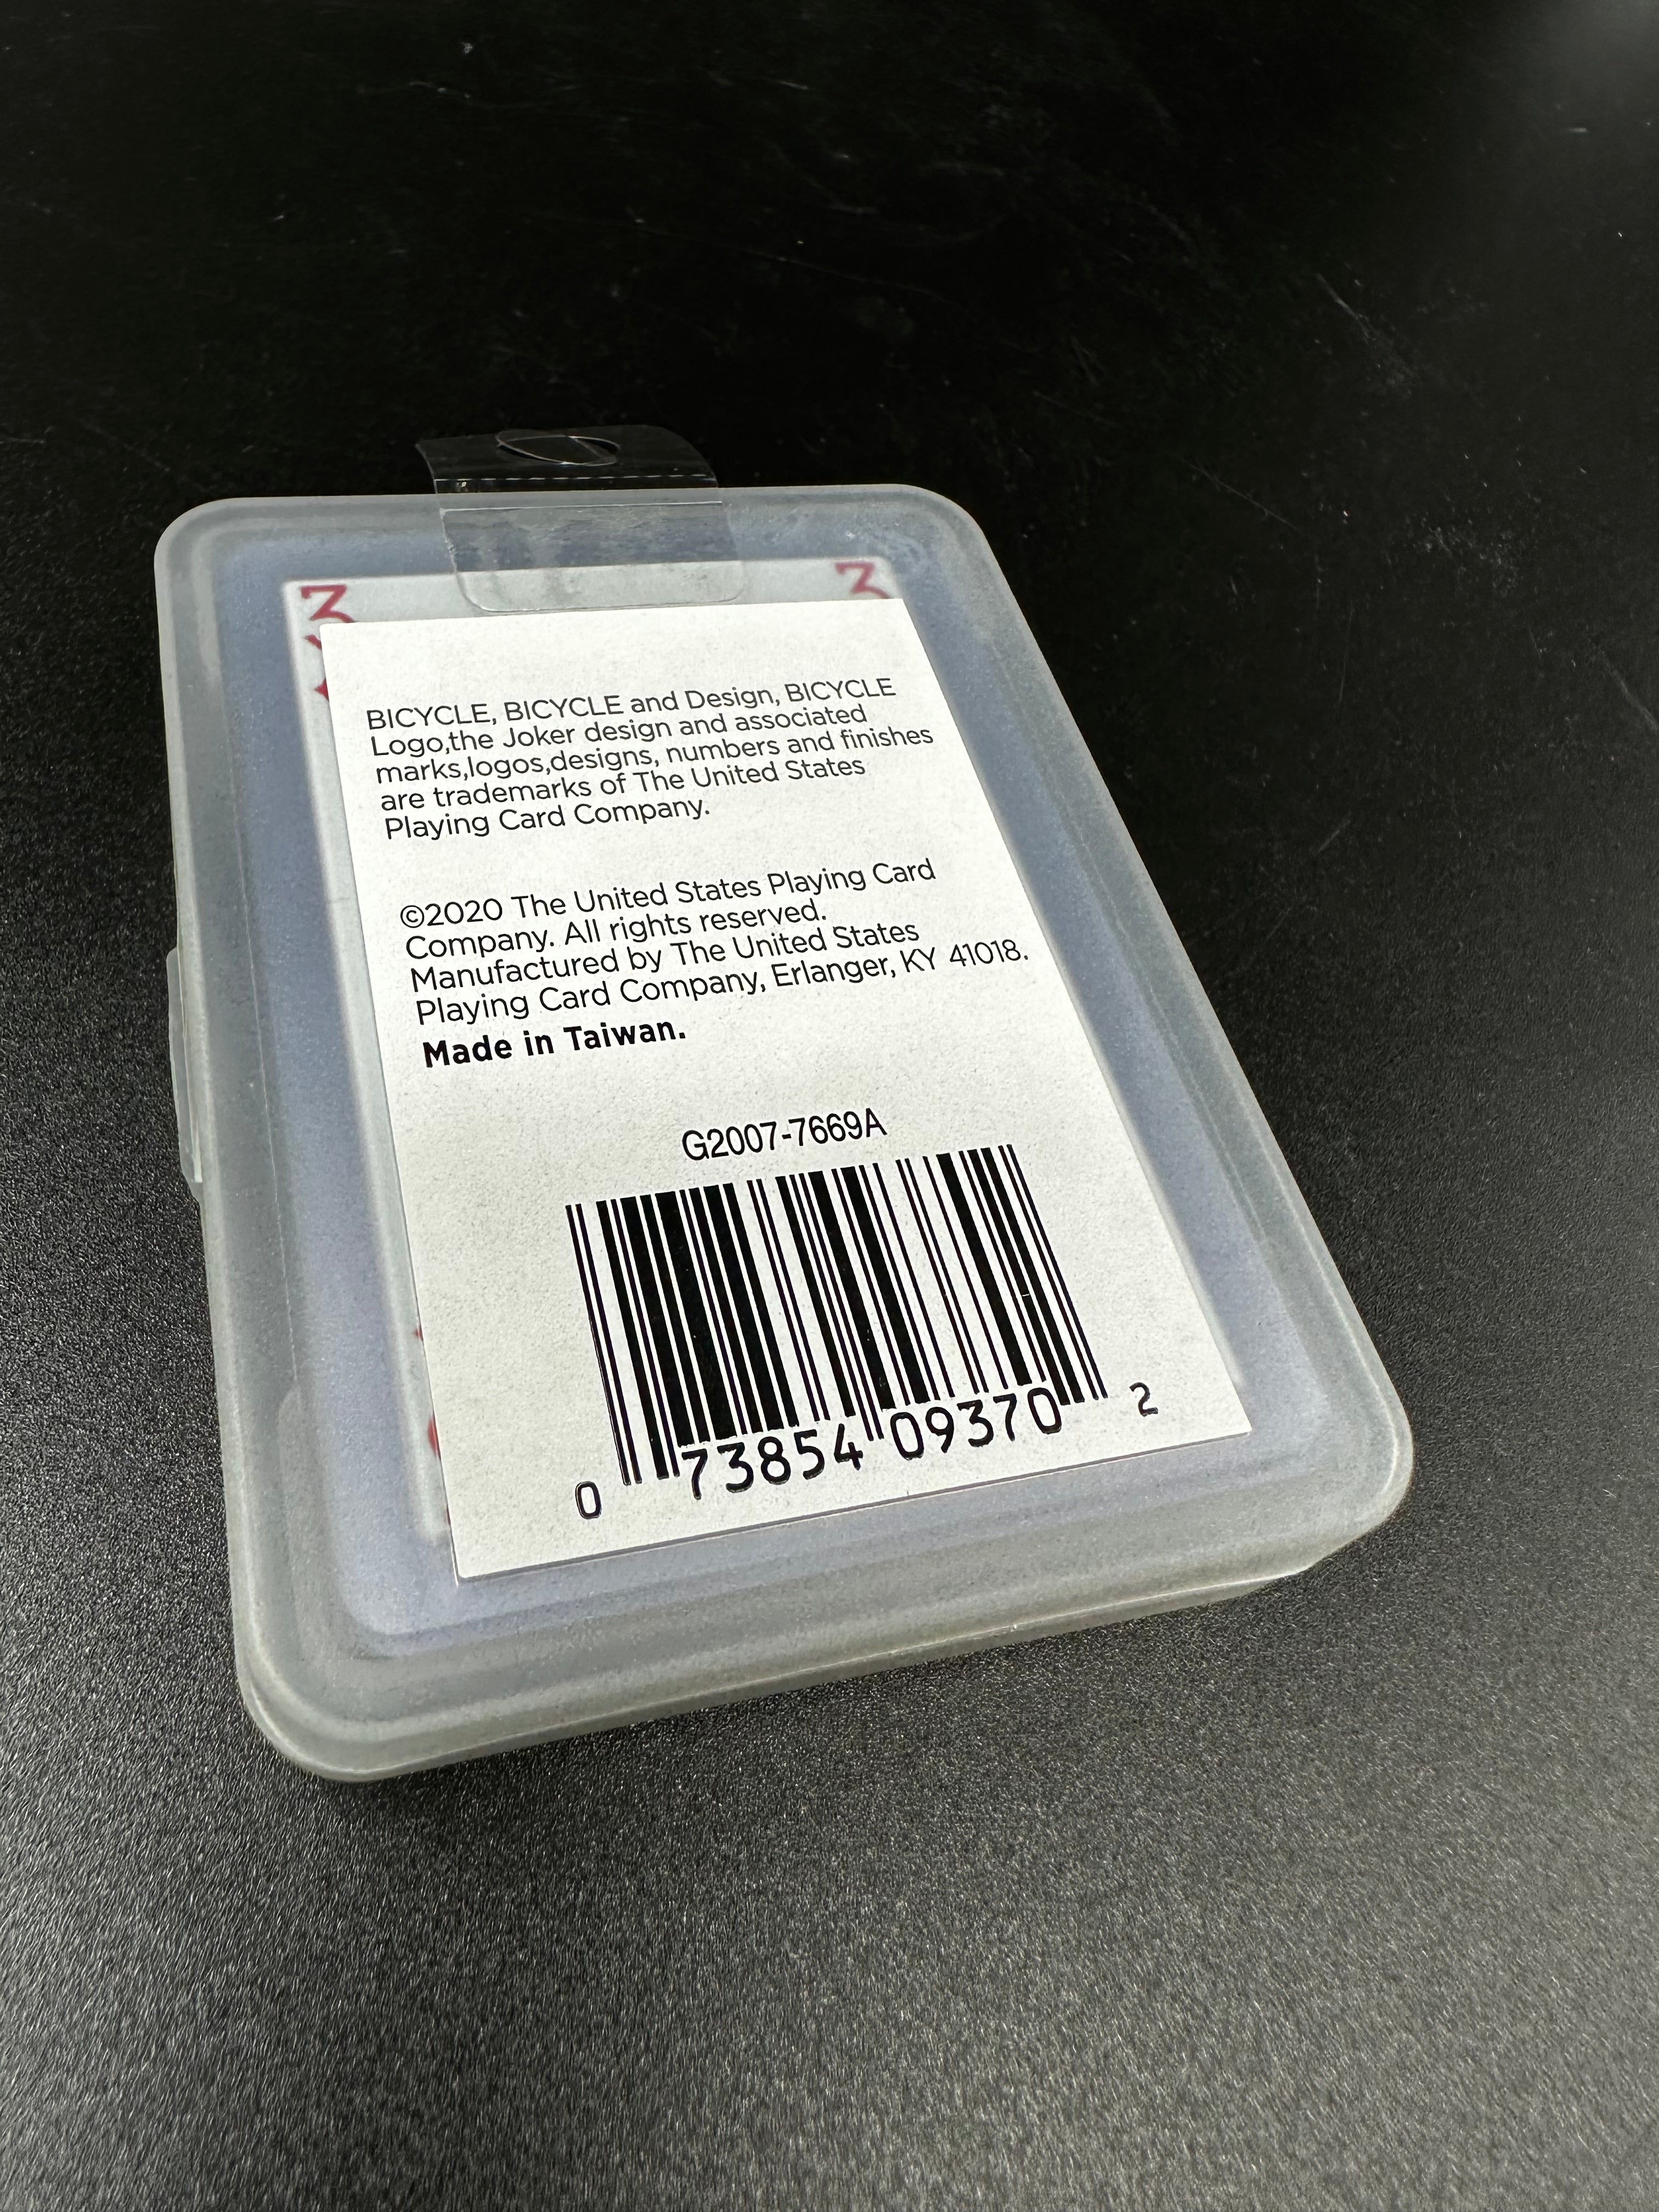 3 3
BICYCLE, BICYCLE and Design, BICYCLE
Logo,the Joker design and associated
marks,logos,designs, numbers and finishes
are trademarks of The United States
Playing Card Company.
©2020 The United States Playing Card
Company. All rights reserved.
Manufactured by The United States
Playing Card Company, Erlanger, KY 41018.
Made in Taiwan.
G2007-7669A
0 73854 09370 2